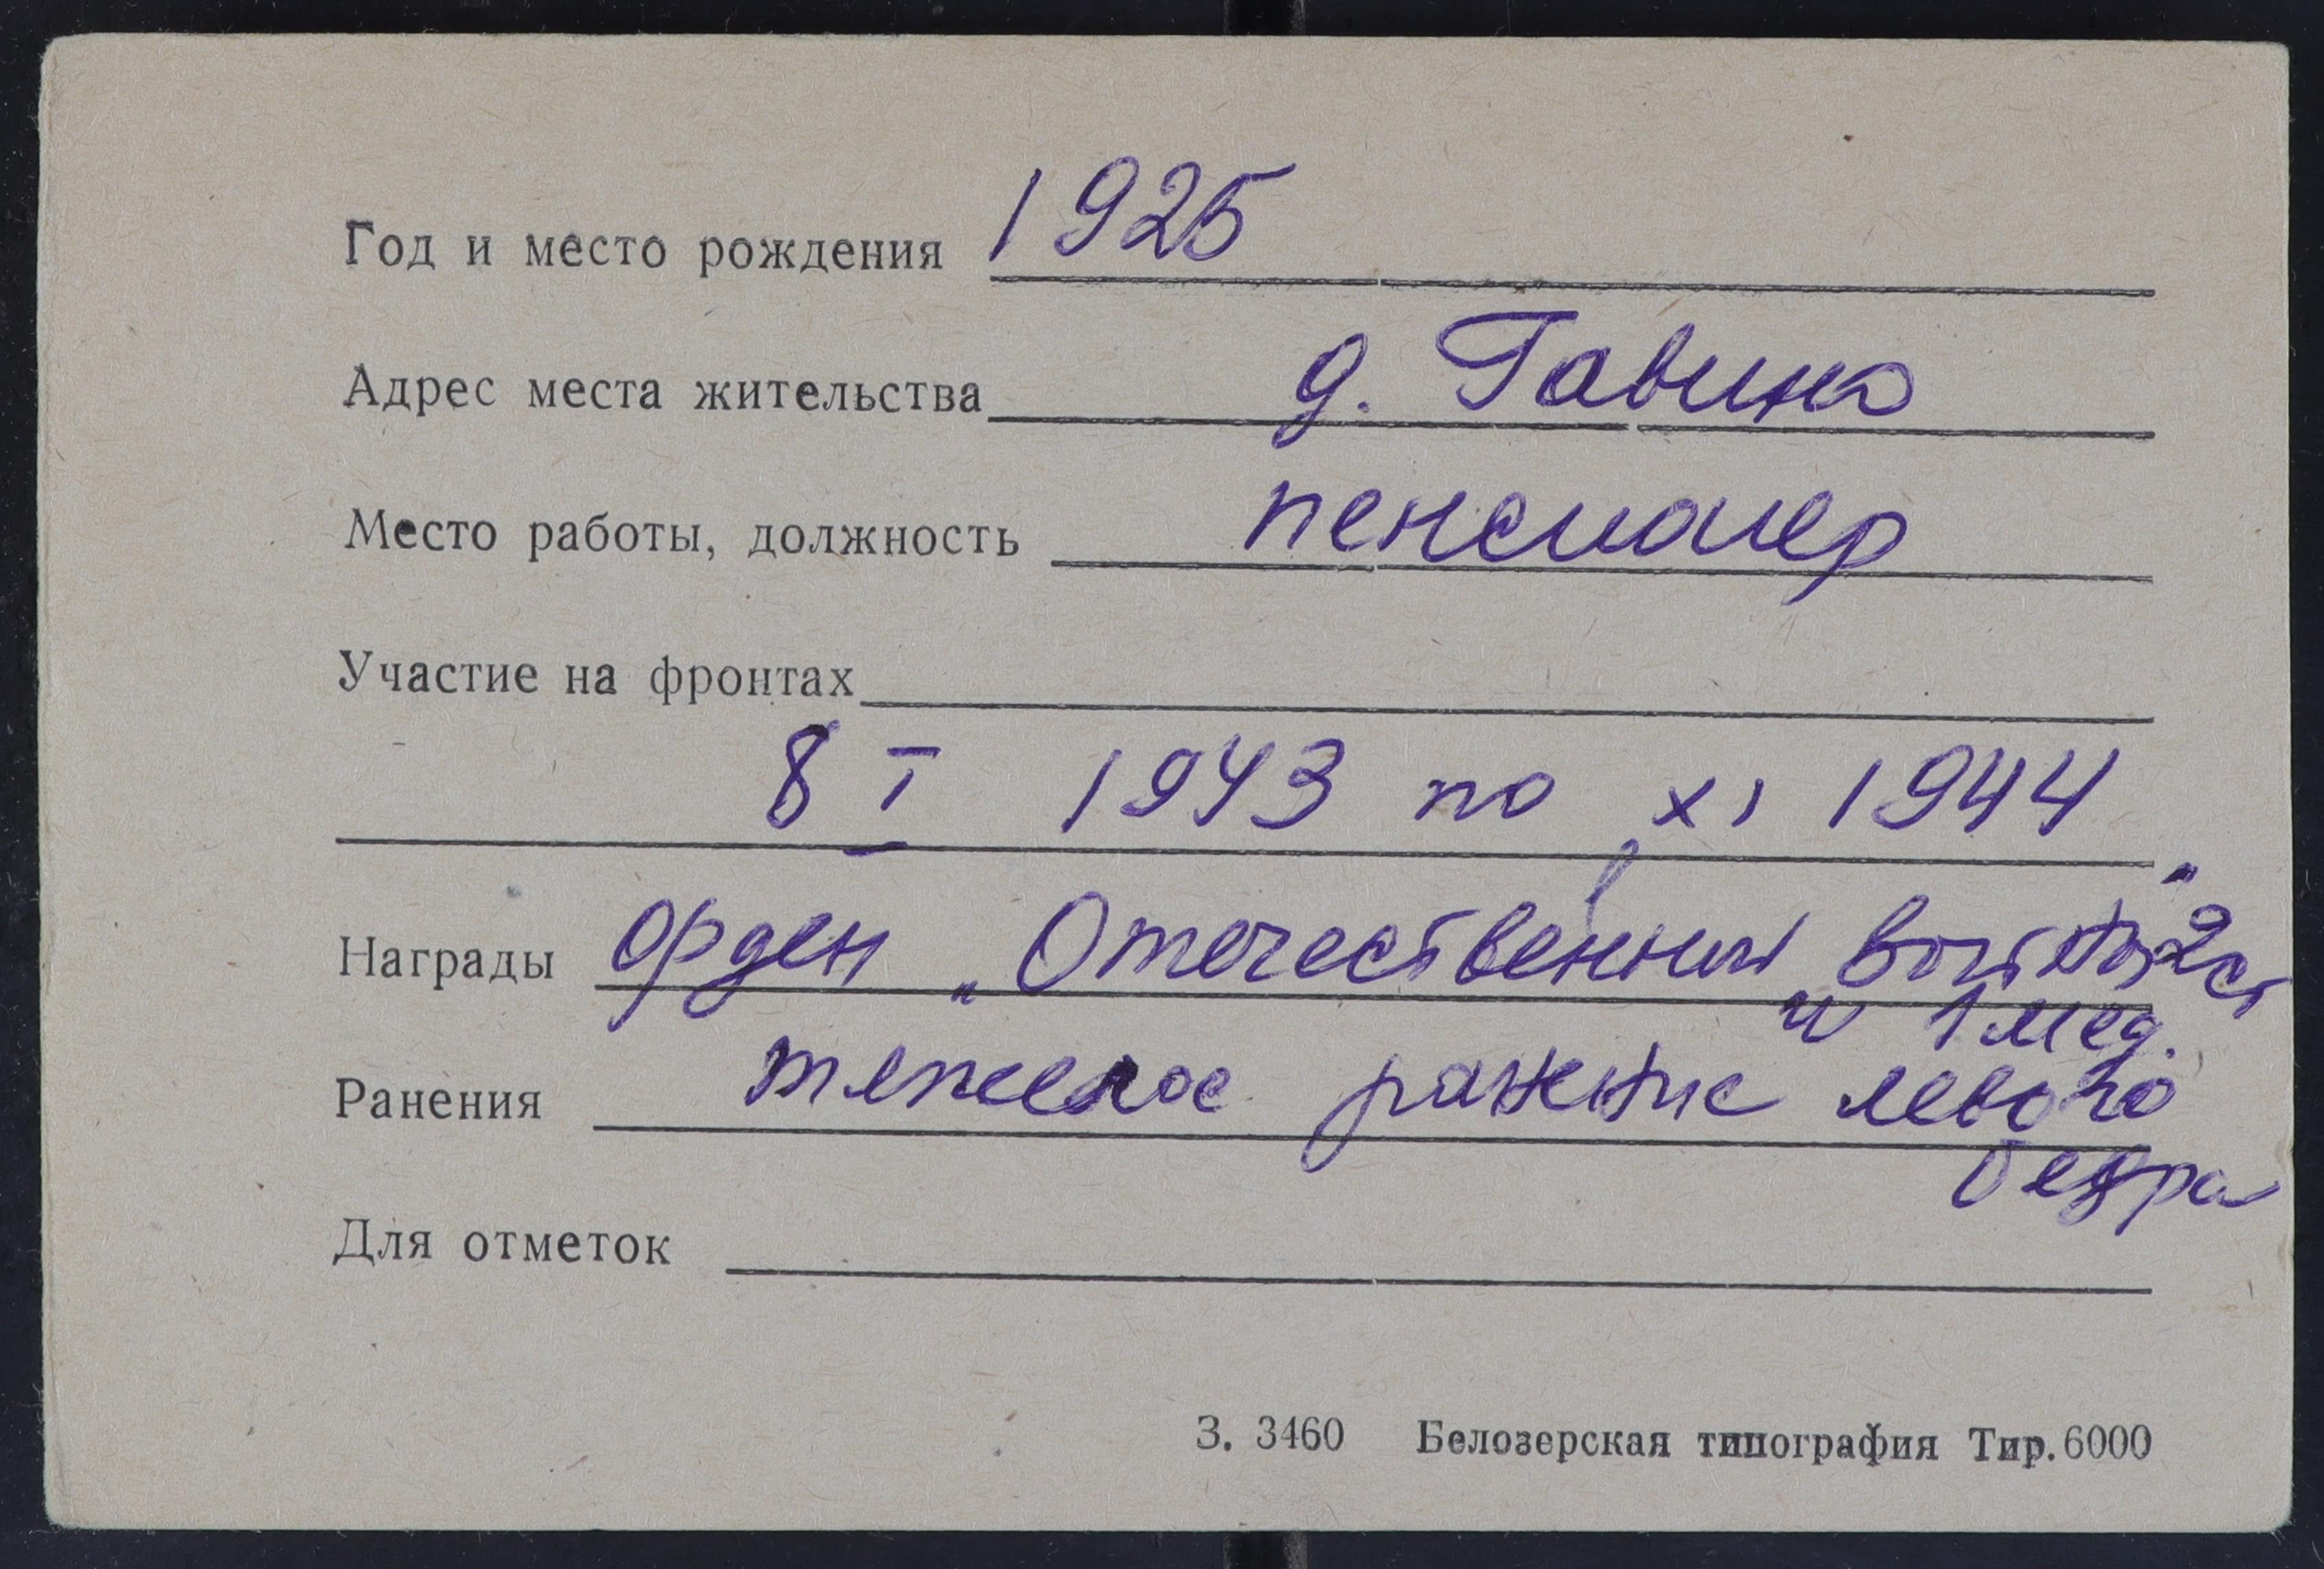 Год и место рождения 1925
Адрес места жительства д. Гавино
Место работы, должность пенсионер
Участие на фронтах
8 I 1943 по XI 1944
Награды орден „Отечественной войны" 2 ст
и 1 мед.
Ранения тяжелое ранение левого
бедра
Для отметок
З. 3460 Белозерская типография Тир. 6000